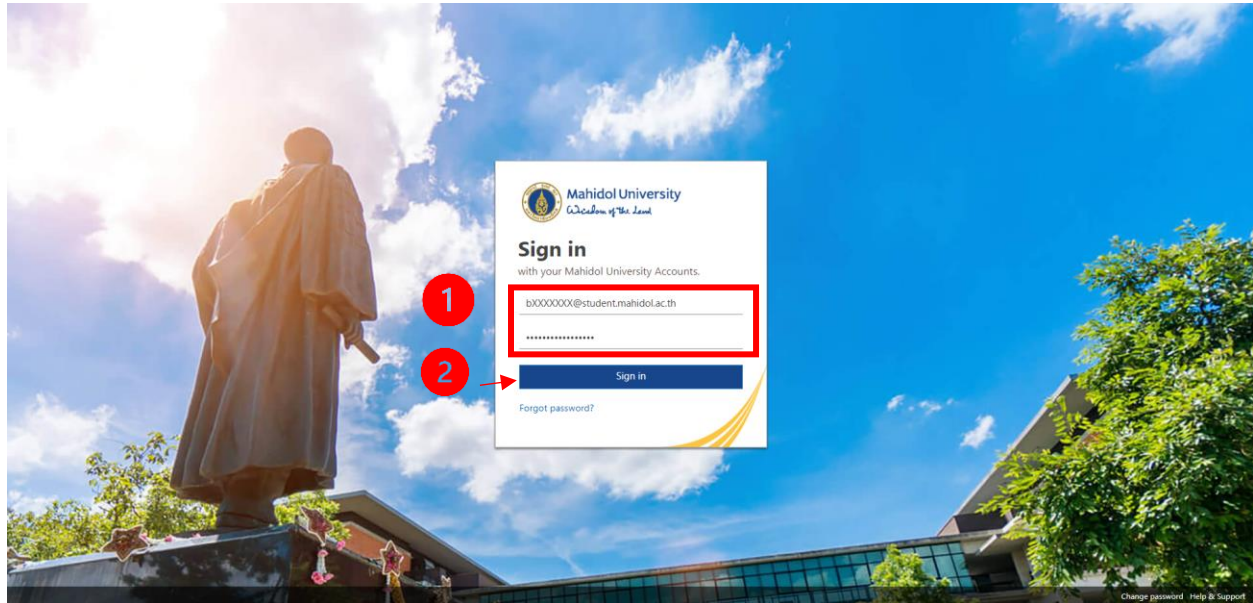 Mahidol University
Wisdom of the Land
Sign in
with your Mahidol University Accounts.
1
bXXXXXXX@student.mahidol.ac.th
•••••••••••••••••
2
Sign in
Forgot password?
Change password Help & Support